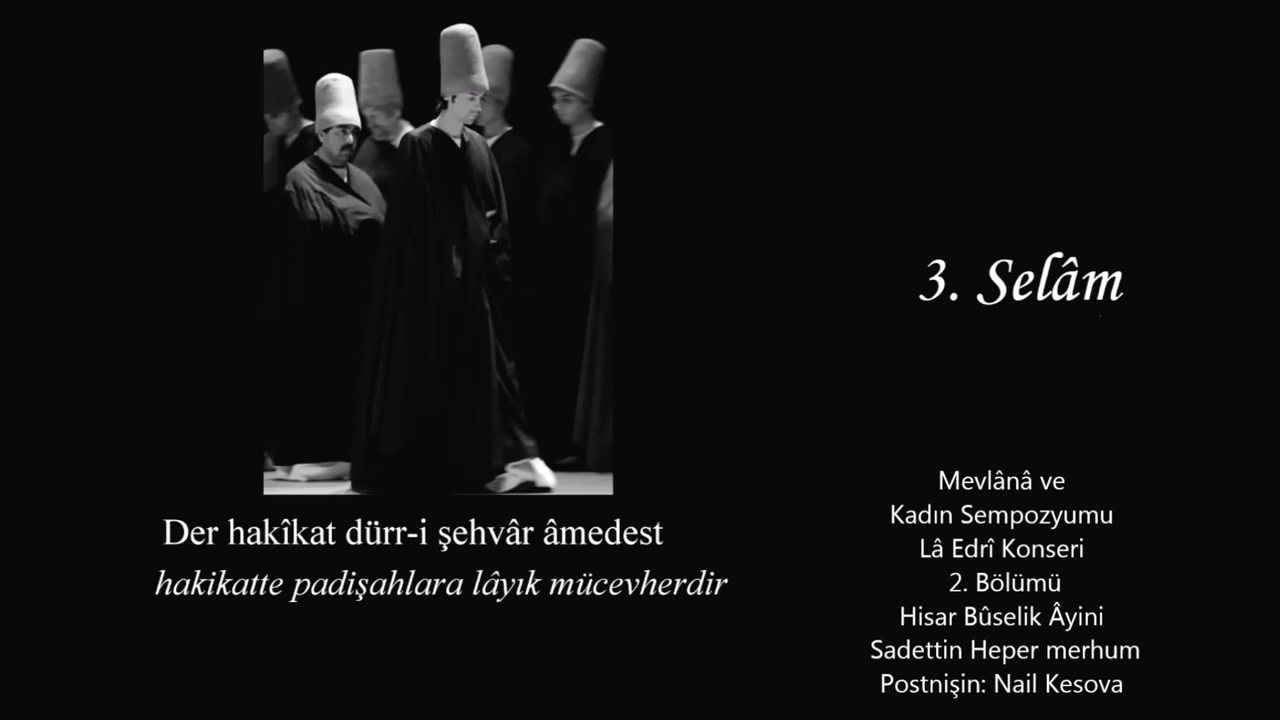 Der hakîkat dürr-i şehvâr âmedest
hakikatte padişahlara lâyık mücevherdir
3. Selâm
Mevlânâ ve
Kadın Sempozyumu
Lâ Edrî Konseri
2. Bölümü
Hisar Bûselik Âyini
Sadettin Heper merhum
Postnişin: Nail Kesova